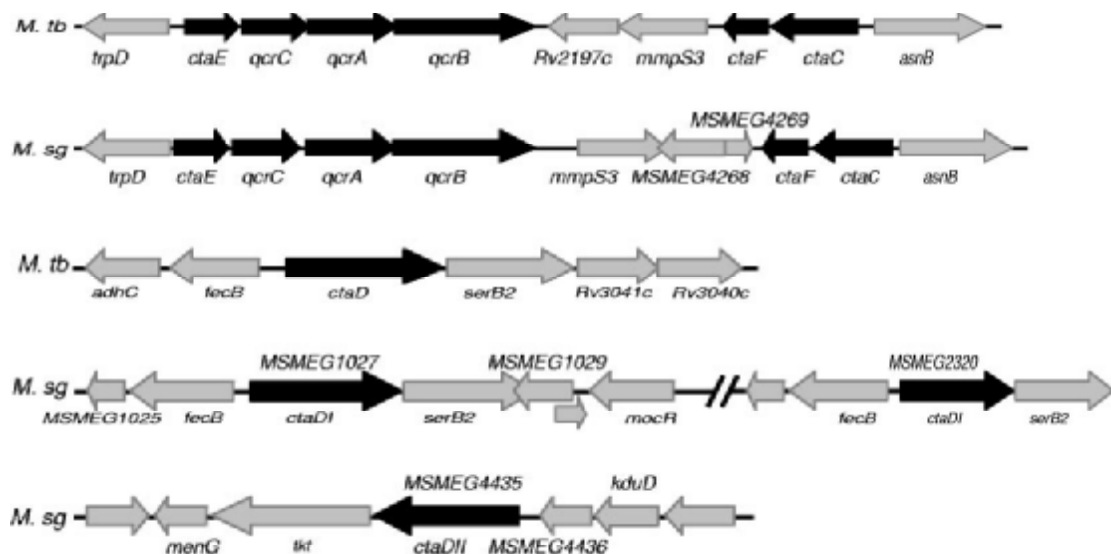 M. tb
trpD ctaE qcrC qcrA qcrB Rv2197c mmpS3 ctaF ctaC asnB
MSMEG4269
M. sg
trpD ctaE qcrC qcrA qcrB mmpS3 MSMEG4268 ctaF ctaC asnB
M. tb
adhC fecB ctaD serB2 Rv3041c Rv3040c
MSMEG1027 MSMEG1029 MSMEG2320
M. sg
MSMEG1025 fecB ctaDI serB2 mocR fecB ctaDI serB2
MSMEG4435 kduD
M. sg
menG tkt ctaDII MSMEG4436